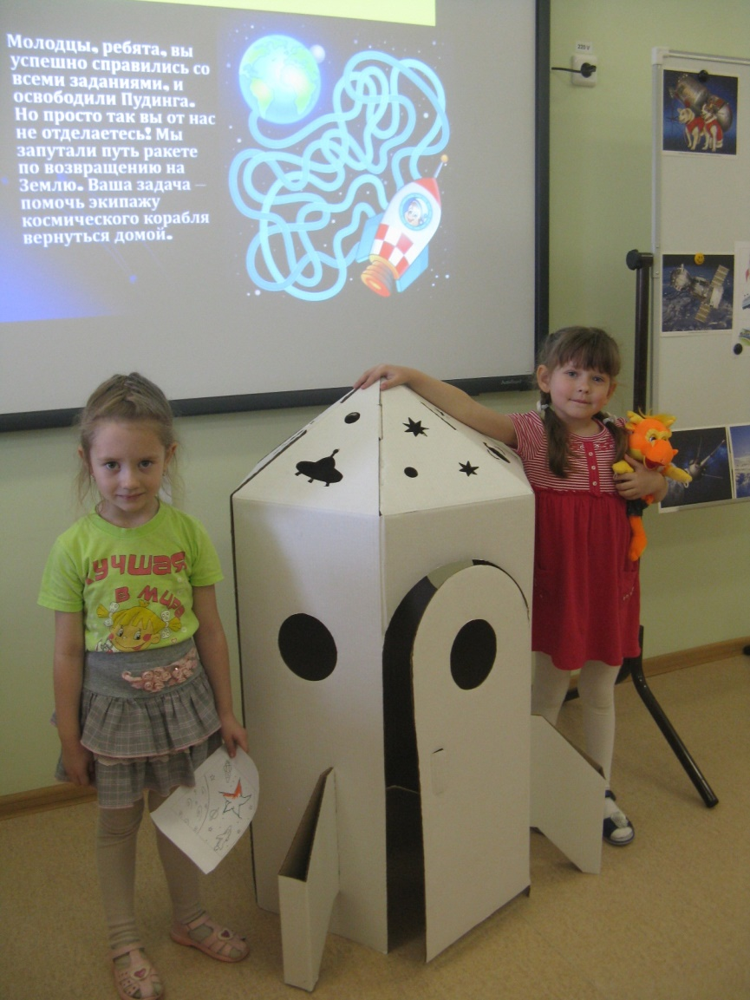 Молодцы, ребята, вы
успешно справились со
всеми заданиями, и
освободили Пудинга.
Но просто так вы от нас
не отделаетесь! Мы
запутали путь ракете
по возвращению на
Землю. Ваша задача –
помочь экипажу
космического корабля
вернуться домой.
Лучшая
в мире